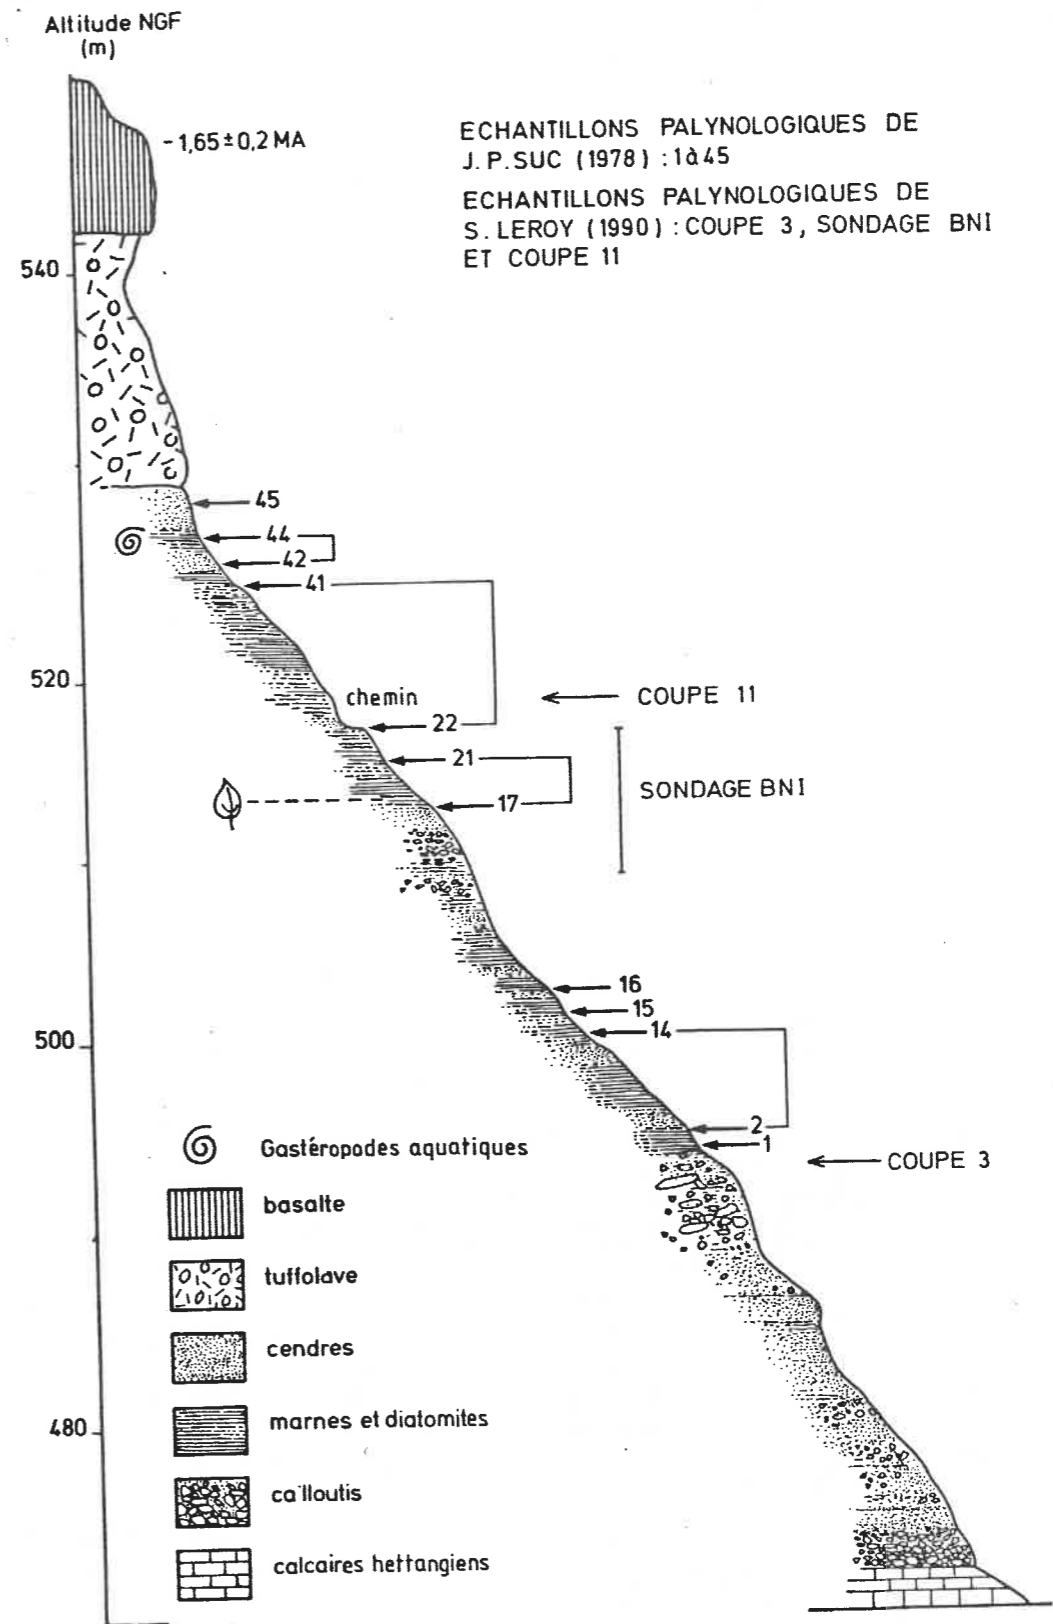 Altitude NGF
(m)
-1,65±0,2 MA
ECHANTILLONS PALYNOLOGIQUES DE
J.P.SUC (1978) : 1à45
ECHANTILLONS PALYNOLOGIQUES DE
S. LEROY (1990) : COUPE 3, SONDAGE BNI
ET COUPE 11
540
45
44
42
41
520
chemin
COUPE 11
22
21
SONDAGE BNI
17
16
15
14
500
2
1
COUPE 3
Gastéropodes aquatiques
basalte
tuffolave
cendres
480
marnes et diatomites
ca'lloutis
calcaires hettangiens